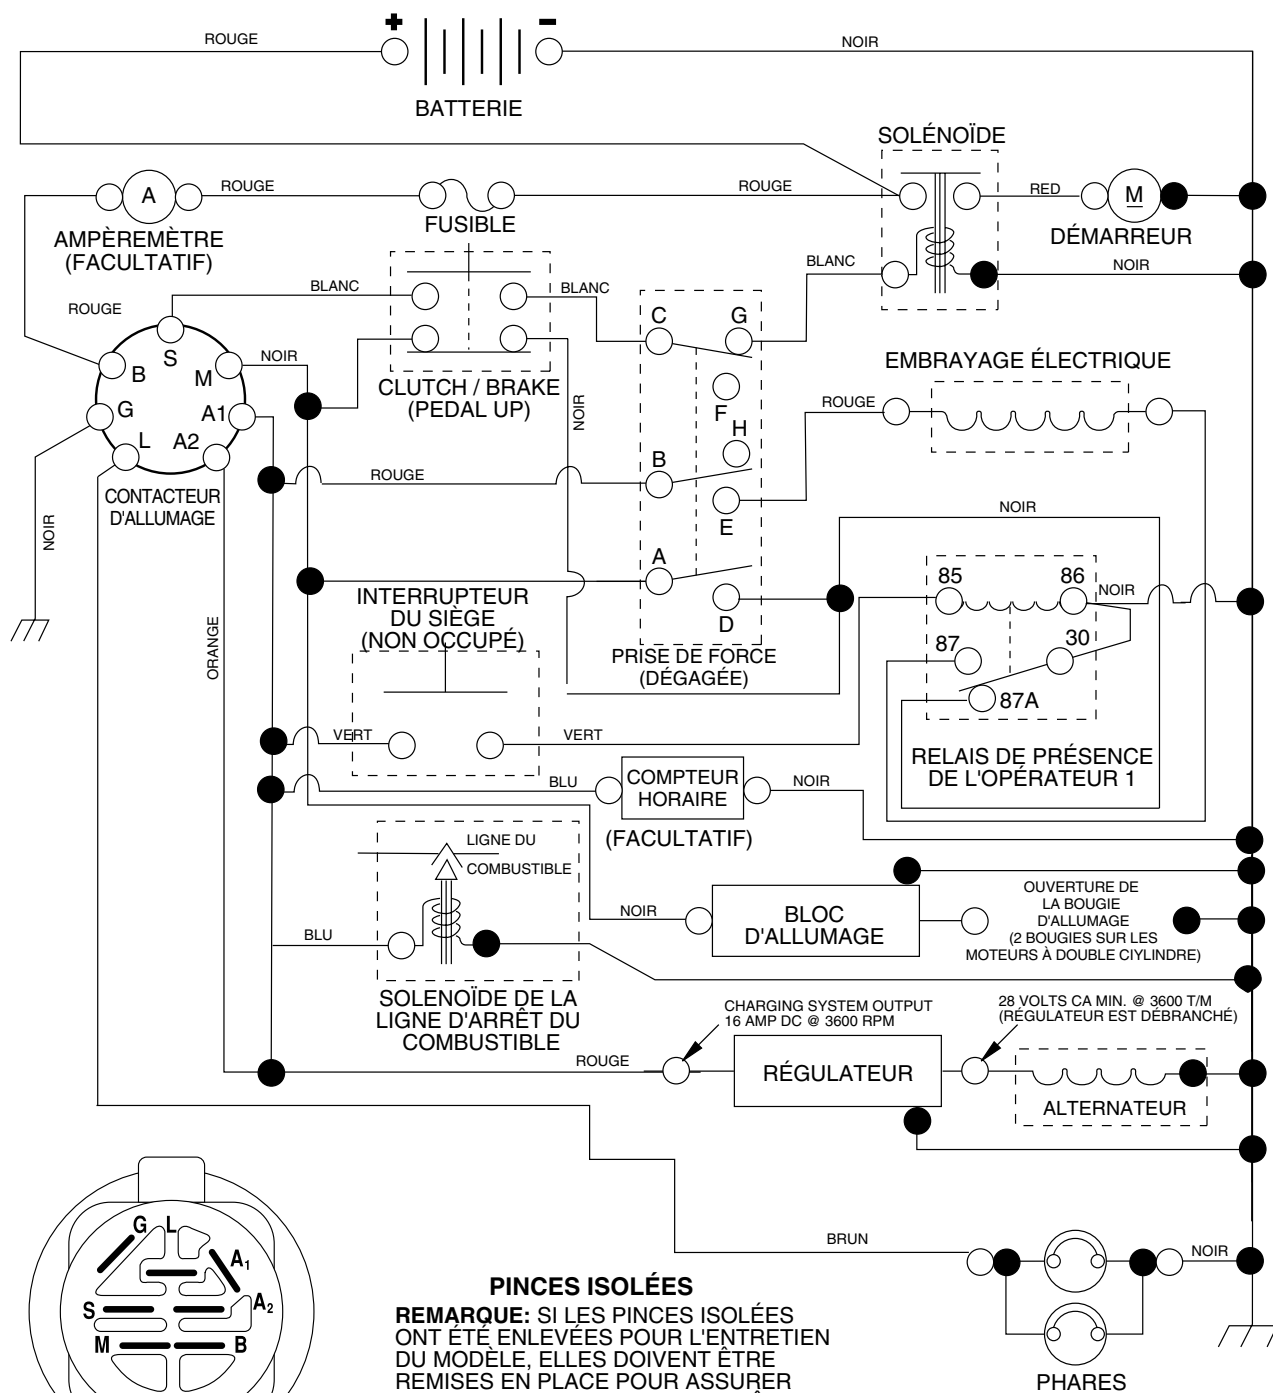 +
-
ROUGE
NOIR
BATTERIE
SOLÉNOÏDE
A
ROUGE
ROUGE
RED
M
FUSIBLE
AMPÈREMÈTRE
(FACULTATIF)
DÉMARREUR
BLANC
NOIR
BLANC
BLANC
ROUGE
C
G
S
NOIR
B
M
CLUTCH / BRAKE
(PEDAL UP)
EMBRAYAGE ÉLECTRIQUE
F
ROUGE
G
A1
NOIR
L
A2
H
B
ROUGE
CONTACTEUR
D'ALLUMAGE
E
NOIR
NOIR
A
85
86
NOIR
INTERRUPTEUR
DU SIÈGE
(NON OCCUPÉ)
D
ORANGE
87
30
PRISE DE FORCE
(DÉGAGÉE)
87A
VERT
VERT
RELAIS DE PRÉSENCE
DE L'OPÉRATEUR 1
BLU
COMPTEUR
HORAIRE
NOIR
(FACULTATIF)
LIGNE DU
COMBUSTIBLE
NOIR
BLOC
D'ALLUMAGE
OUVERTURE DE
LA BOUGIE
D'ALLUMAGE
(2 BOUGIES SUR LES
MOTEURS À DOUBLE CIYLINDRE)
BLU
SOLENOÏDE DE LA
LIGNE D'ARRÊT DU
COMBUSTIBLE
CHARGING SYSTEM OUTPUT
16 AMP DC @ 3600 RPM
28 VOLTS CA MIN. @ 3600 T/M
(RÉGULATEUR EST DÉBRANCHÉ)
ROUGE
RÉGULATEUR
ALTERNATEUR
G
L
A1
S
A2
M
B
BRUN
NOIR
PHARES
PINCES ISOLÉES
REMARQUE: SI LES PINCES ISOLÉES
ONT ÉTÉ ENLEVÉES POUR L'ENTRETIEN
DU MODÈLE, ELLES DOIVENT ÊTRE
REMISES EN PLACE POUR ASSURER